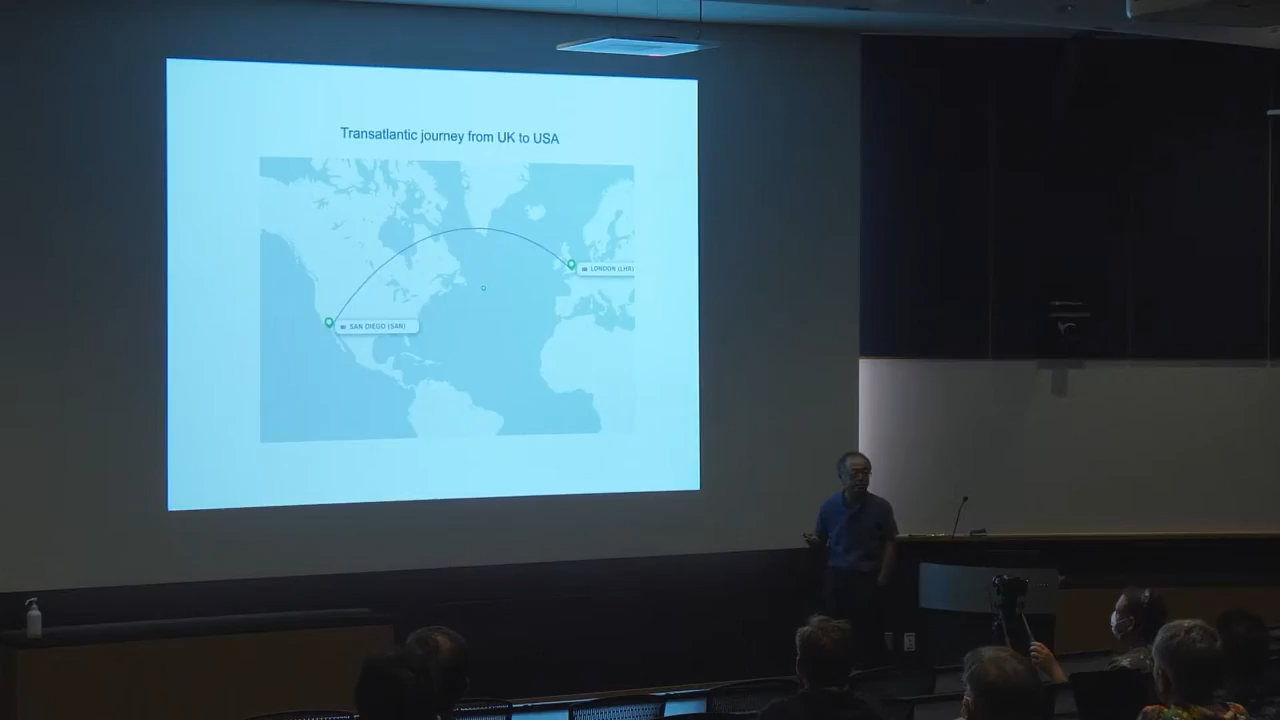 Transatlantic journey from UK to USA
LONDON (LHR)
SAN DIEGO (SAN)